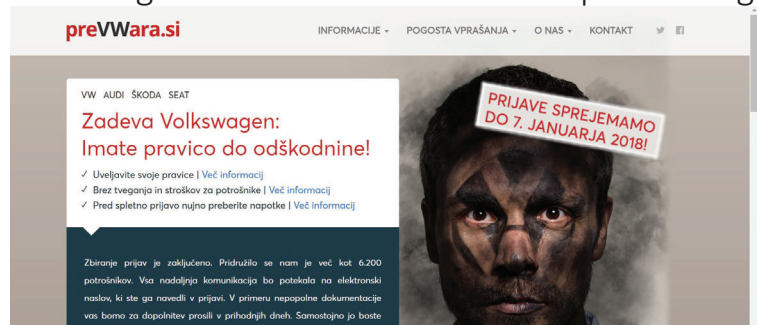 preVWara.si
INFORMACIJE
POGOSTA VPRAŠANJA
O NAS
KONTAKT
VW AUDI ŠKODA SEAT
Zadeva Volkswagen:
Imate pravico do odškodnine!
✓ Uveljavite svoje pravice | Več informacij
✓ Brez tveganja in stroškov za potrošnike | Več informacij
✓ Pred spletno prijavo nujno preberite napotke | Več informacij
PRIJAVE SPREJEMAMO
DO 7. JANUARJA 2018!
Zbiranje prijav je zaključeno. Pridružilo se nam je več kot 6.200
potrošnikov. Vsa nadaljnja komunikacija bo potekala na elektronski
naslov, ki ste ga navedli v prijavi. V primeru nepopolne dokumentacije
vas bomo za dopolnitev prosili v prihodnjih dneh. Samostojno jo boste